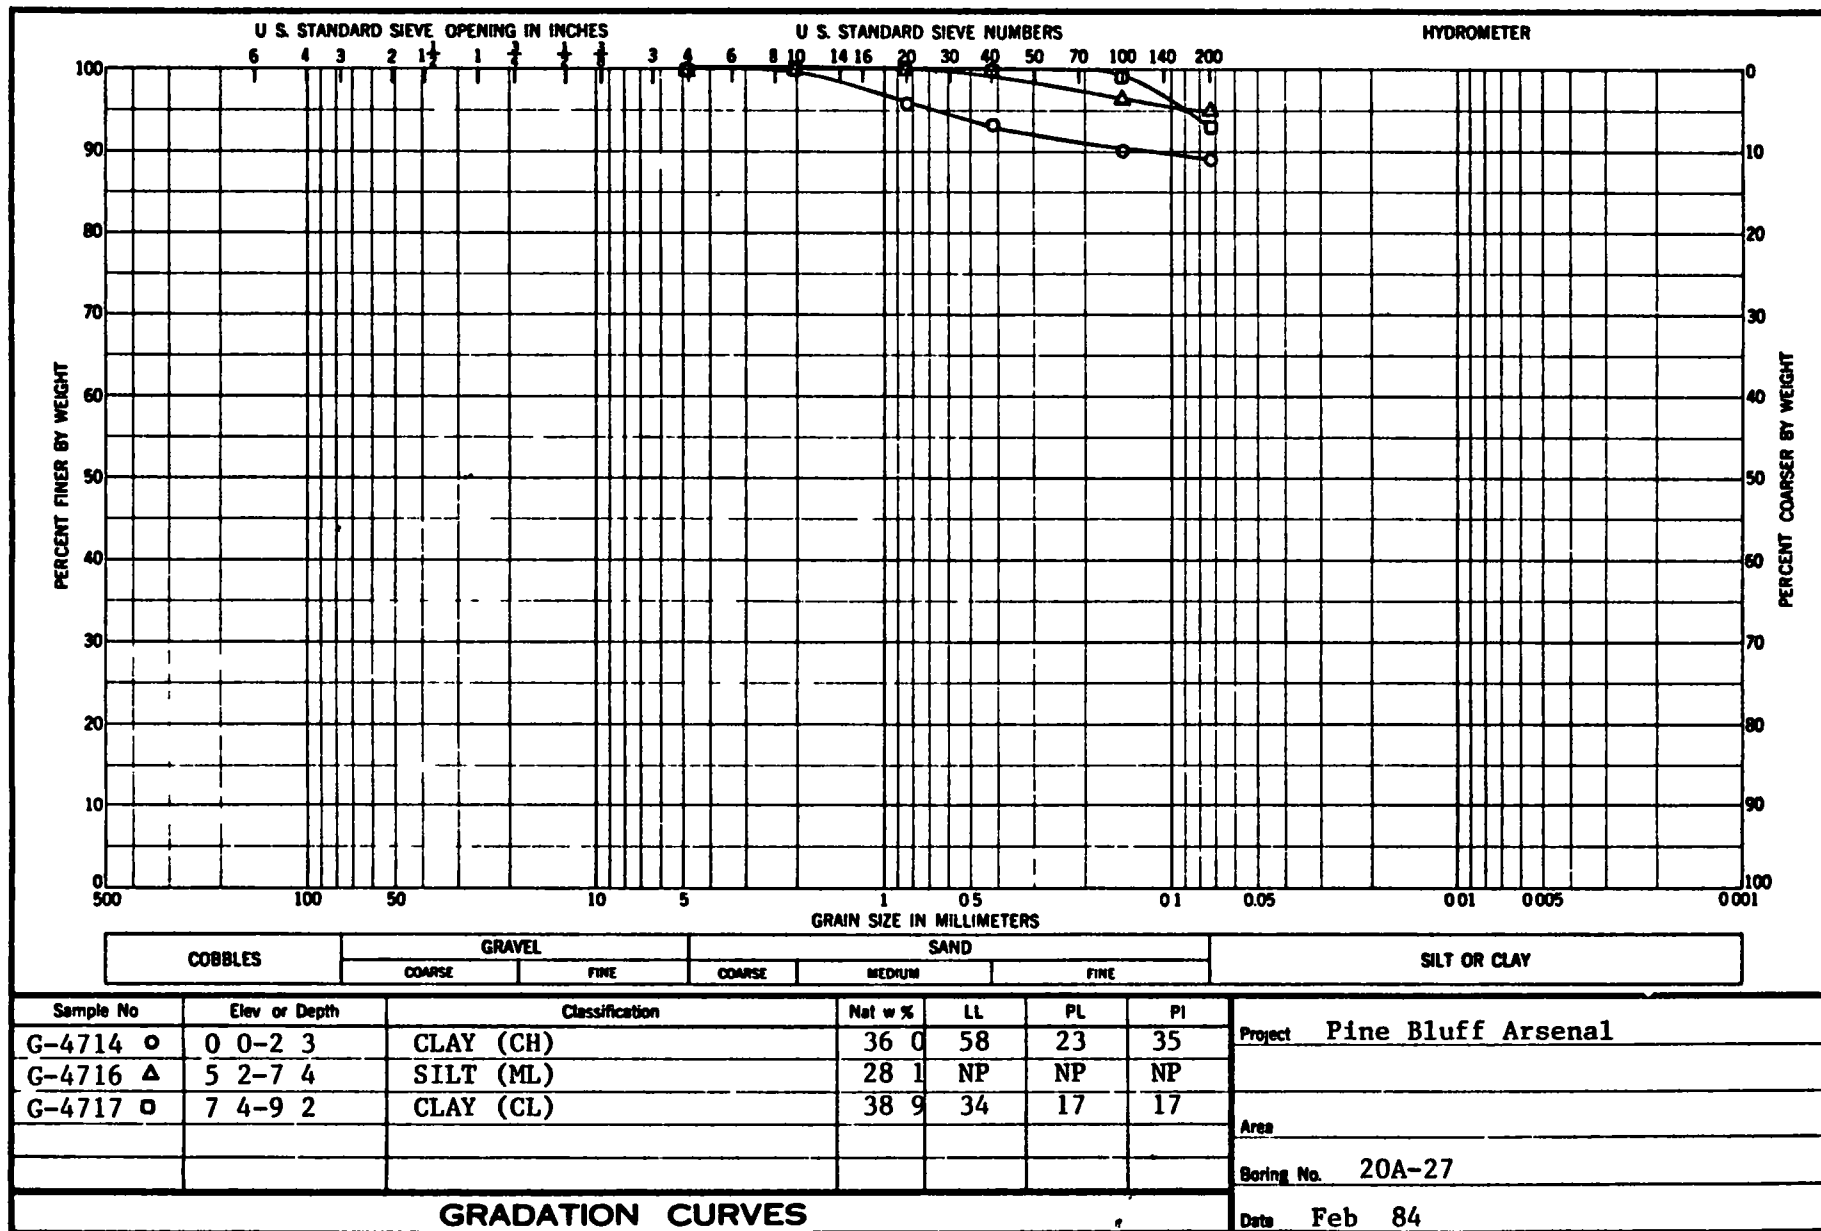 U S. STANDARD SIEVE OPENING IN INCHES U S. STANDARD SIEVE NUMBERS HYDROMETER
6 4 3 2 1½ 1 ¾ ½ ⅜ 3 4 6 8 10 14 16 20 30 40 50 70 100 140 200
100 0
90 10
80 20
70 30
60 40
50 50
40 60
30 70
20 80
10 90
0 100
PERCENT FINER BY WEIGHT
PERCENT COARSER BY WEIGHT
500 100 50 10 5 1 0 5 0 1 0.05 0 01 0 005 0 001
GRAIN SIZE IN MILLIMETERS
COBBLES GRAVEL SAND SILT OR CLAY
COARSE FINE COARSE MEDIUM FINE
Sample No Elev or Depth Classification Nat w % LL PL PI
G-4714 O 0 0-2 3 CLAY (CH) 36 0 58 23 35
G-4716 Δ 5 2-7 4 SILT (ML) 28 1 NP NP NP
G-4717 □ 7 4-9 2 CLAY (CL) 38 9 34 17 17
Project Pine Bluff Arsenal
Area
Boring No. 20A-27
Date Feb 84
GRADATION CURVES